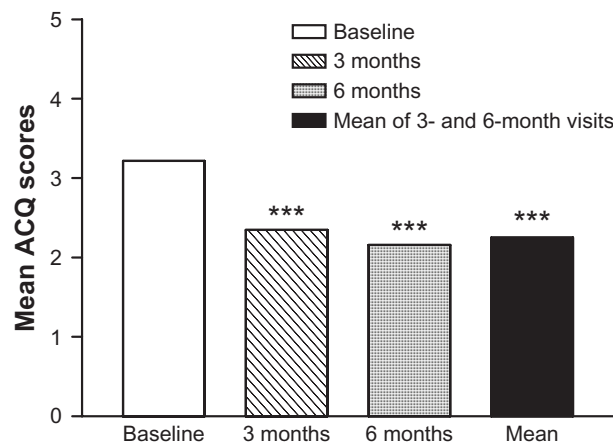 5
4
3
2
1
0
Mean ACQ scores
Baseline
3 months
6 months
Mean of 3- and 6-month visits
***
***
***
Baseline
3 months
6 months
Mean